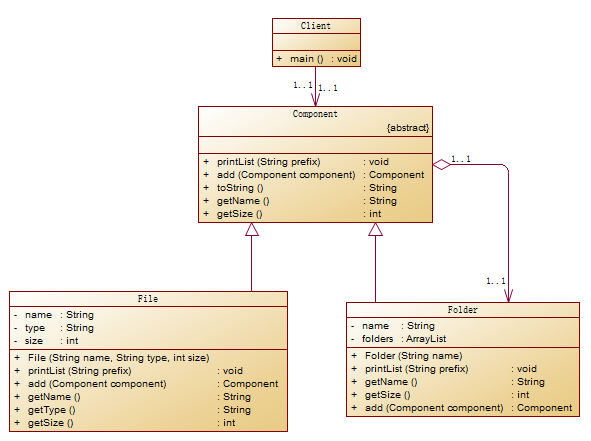 Client
+ main () : void
1..1
1..1
Component
{abstract}
+ printList (String prefix) : void
+ add (Component component) : Component
+ toString () : String
+ getName () : String
+ getSize () : int
1..1
1..1
File
- name : String
- type : String
- size : int
+ File (String name, String type, int size)
+ printList (String prefix) : void
+ add (Component component) : Component
+ getName () : String
+ getType () : String
+ getSize () : int
Folder
- name : String
- folders : ArrayList
+ Folder (String name)
+ printList (String prefix) : void
+ getName () : String
+ getSize () : int
+ add (Component component) : Component